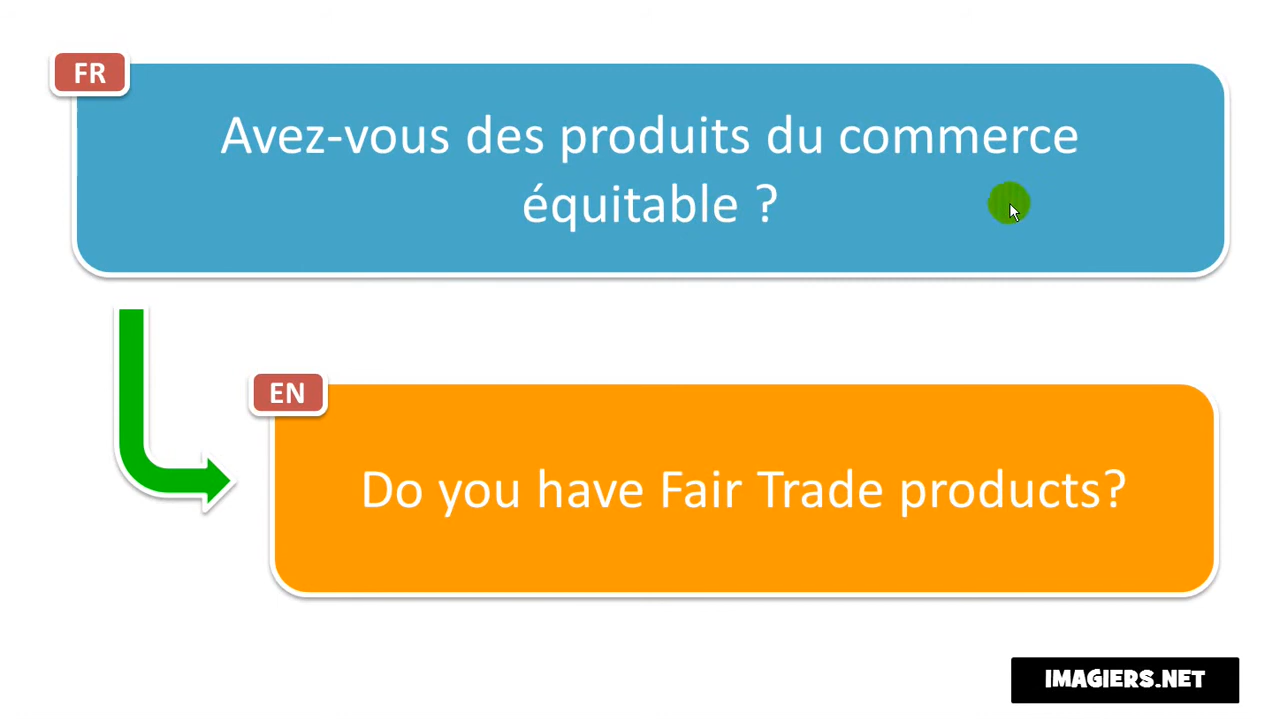 FR
Avez-vous des produits du commerce
équitable ?
EN
Do you have Fair Trade products?
IMAGIERS.NET